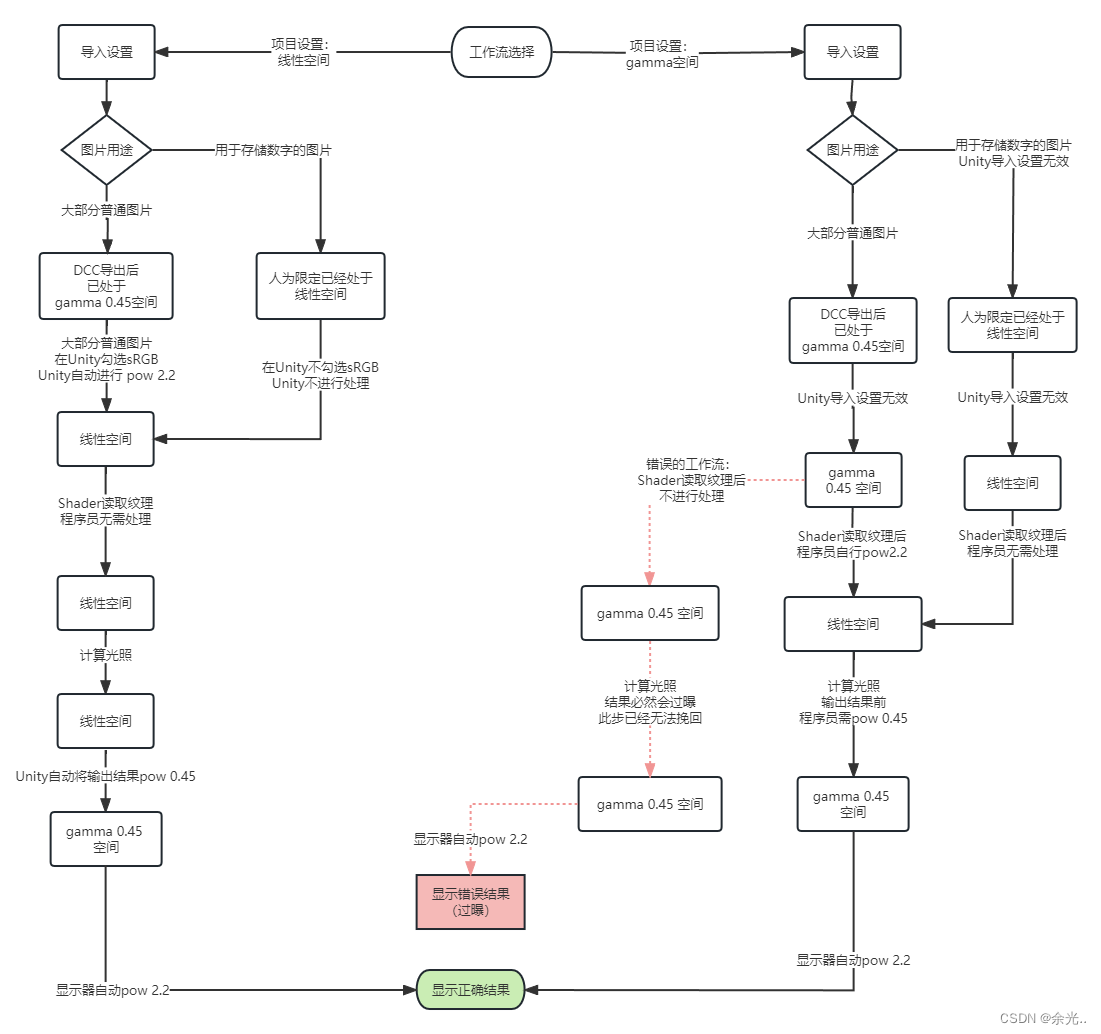 工作流选择
项目设置：
线性空间
导入设置
图片用途
用于存储数字的图片
大部分普通图片
DCC导出后
已处于
gamma 0.45空间
人为限定已经处于
线性空间
大部分普通图片
在Unity勾选sRGB
Unity自动进行 pow 2.2
在Unity不勾选sRGB
Unity不进行处理
线性空间
Shader读取纹理
程序员无需处理
线性空间
计算光照
线性空间
Unity自动将输出结果pow 0.45
gamma 0.45
空间
显示器自动pow 2.2
项目设置：
gamma空间
导入设置
图片用途
用于存储数字的图片
Unity导入设置无效
大部分普通图片
DCC导出后
已处于
gamma 0.45空间
人为限定已经处于
线性空间
Unity导入设置无效
Unity导入设置无效
gamma
0.45 空间
线性空间
错误的工作流：
Shader读取纹理后
不进行处理
Shader读取纹理后
程序员自行pow2.2
Shader读取纹理后
程序员无需处理
gamma 0.45 空间
线性空间
计算光照
结果必然会过曝
此步已经无法挽回
计算光照
输出结果前
程序员需pow 0.45
gamma 0.45 空间
gamma 0.45
空间
显示器自动pow 2.2
显示错误结果
（过曝）
显示器自动pow 2.2
显示正确结果
CSDN @余光..